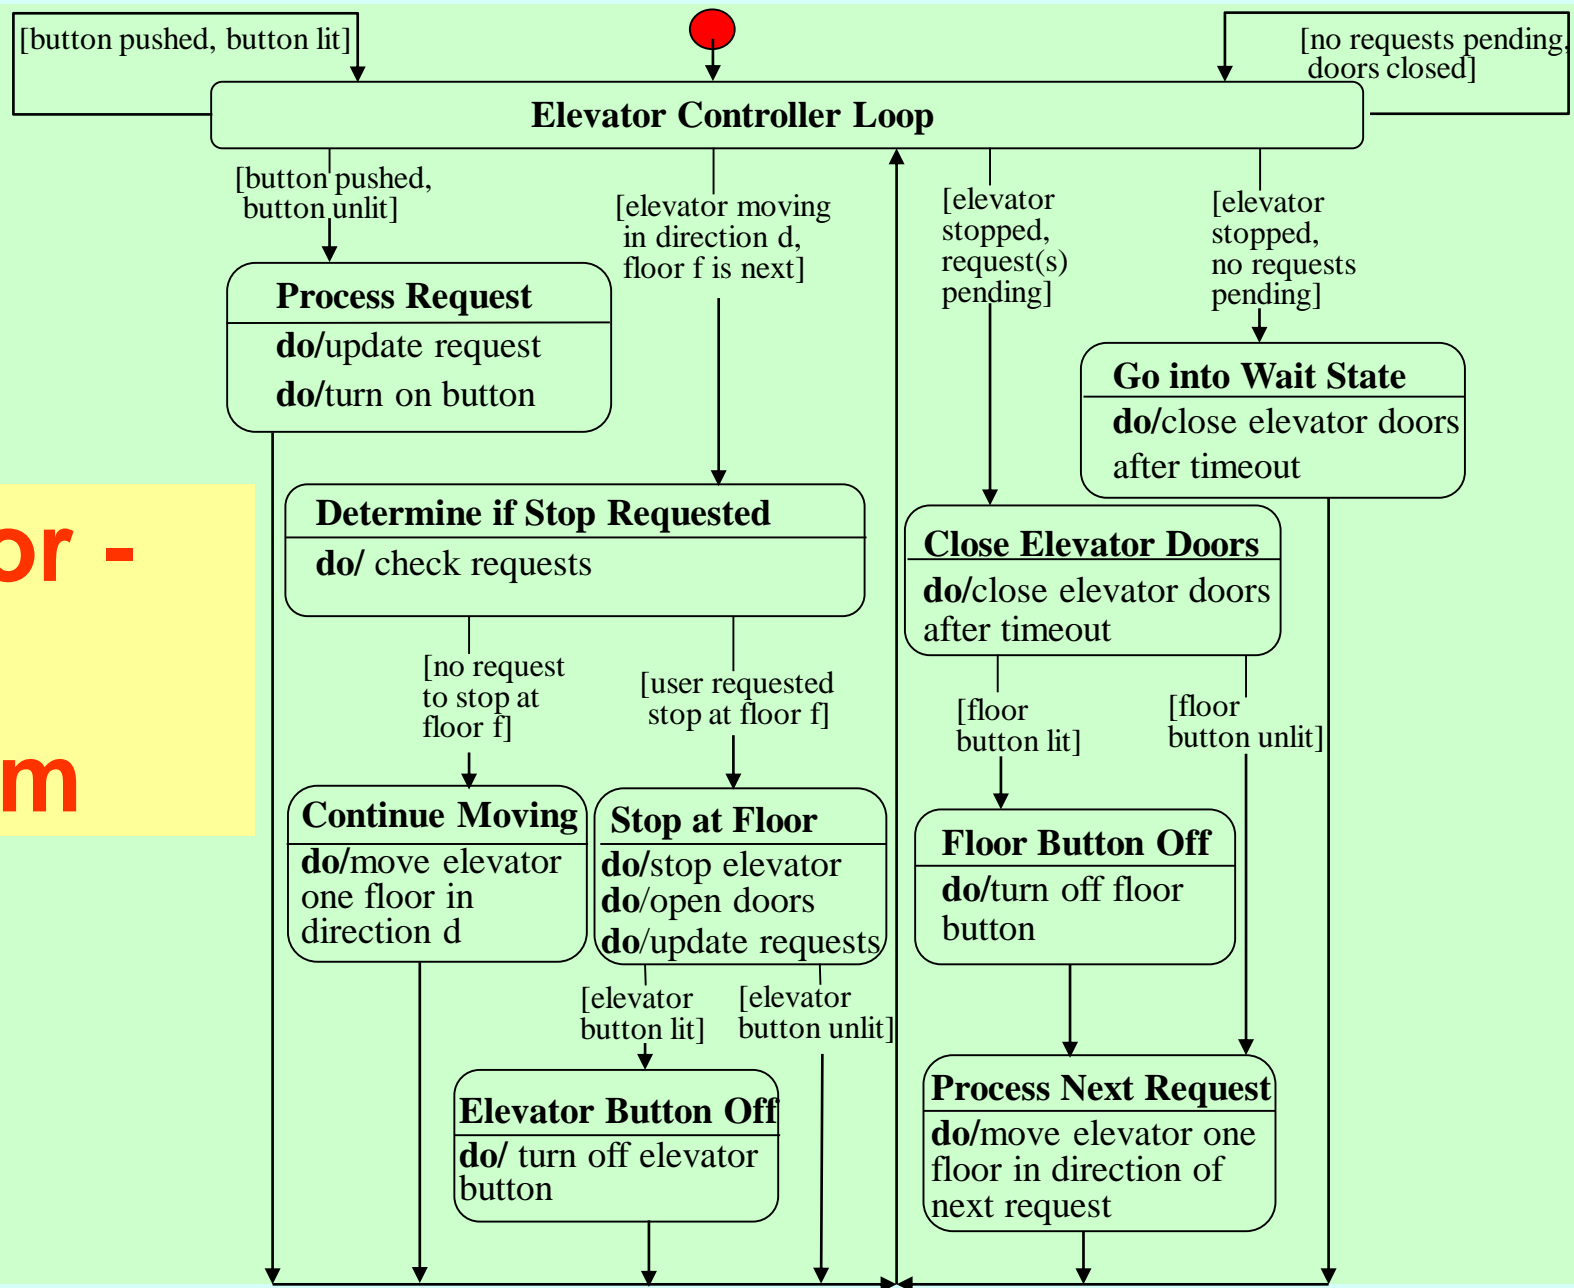 [button pushed, button lit]
[no requests pending,
doors closed]
Elevator Controller Loop
[button pushed,
button unlit]
[elevator moving
in direction d,
floor f is next]
[elevator
stopped,
request(s)
pending]
[elevator
stopped,
no requests
pending]
Process Request
do/update request
do/turn on button
Go into Wait State
do/close elevator doors
after timeout
or -
m
Determine if Stop Requested
do/ check requests
Close Elevator Doors
do/close elevator doors
after timeout
[no request
to stop at
floor f]
[user requested
stop at floor f]
[floor
button lit]
[floor
button unlit]
Continue Moving
do/move elevator
one floor in
direction d
Stop at Floor
do/stop elevator
do/open doors
do/update requests
Floor Button Off
do/turn off floor
button
[elevator
button lit]
[elevator
button unlit]
Elevator Button Off
do/ turn off elevator
button
Process Next Request
do/move elevator one
floor in direction of
next request